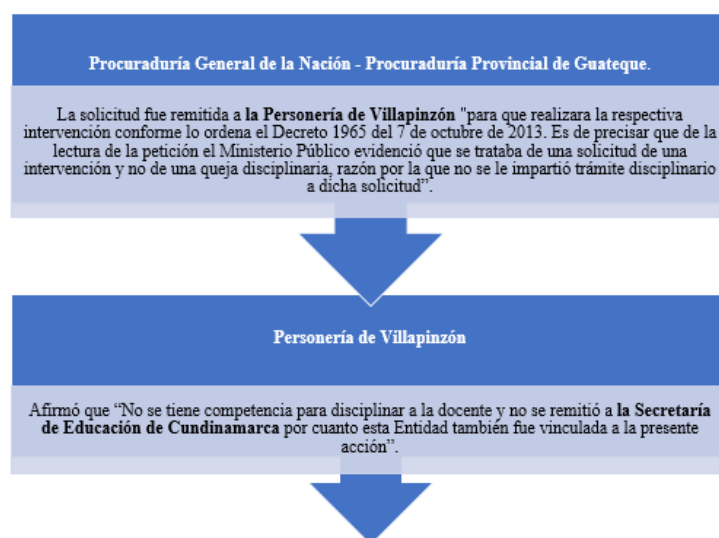 Procuraduría General de la Nación - Procuraduría Provincial de Guateque.
La solicitud fue remitida a la Personería de Villapinzón "para que realizara la respectiva
intervención conforme lo ordena el Decreto 1965 del 7 de octubre de 2013. Es de precisar que de la
lectura de la petición el Ministerio Público evidenció que se trataba de una solicitud de una
intervención y no de una queja disciplinaria, razón por la que no se le impartió trámite disciplinario
a dicha solicitud”.
Personería de Villapinzón
Afirmó que “No se tiene competencia para disciplinar a la docente y no se remitió a la Secretaría
de Educación de Cundinamarca por cuanto esta Entidad también fue vinculada a la presente
acción”.